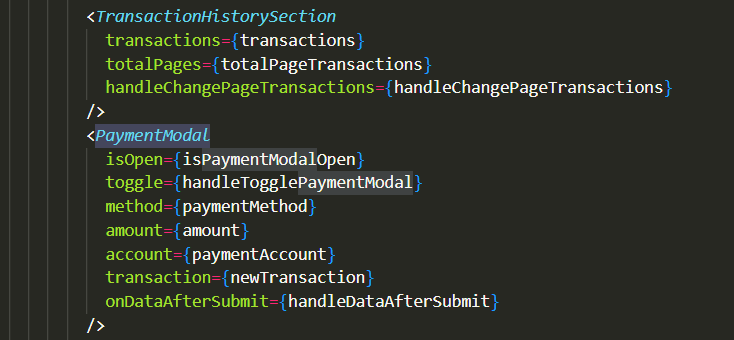 <TransactionHistorySection
transactions={transactions}
totalPages={totalPageTransactions}
handleChangePageTransactions={handleChangePageTransactions}
/>
<PaymentModal
isOpen={isPaymentModalOpen}
toggle={handleTogglePaymentModal}
method={paymentMethod}
amount={amount}
account={paymentAccount}
transaction={newTransaction}
onDataAfterSubmit={handleDataAfterSubmit}
/>